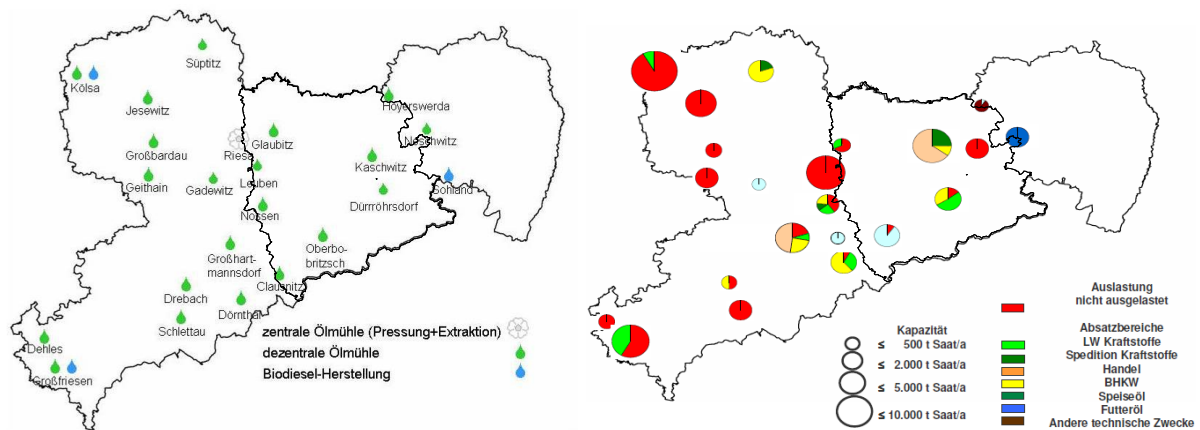 Süptitz
Kölsa
Jesewitz
Hoyerswerda
Großbardau
Riesa
Glaubitz
Neschwitz
Kaschwitz
Geithain
Gadewitz
Leuben
Sohland
Dürrröhrsdorf
Nossen
Großhart-
mannsdorf
Oberbo-
britzsch
Clausnitz
Drebach
Dörnthal
Schlettau
Dehles
Großfriesen
zentrale Ölmühle (Pressung+Extraktion)
dezentrale Ölmühle
Biodiesel-Herstellung
Kapazität
≤ 500 t Saat/a
≤ 2.000 t Saat/a
≤ 5.000 t Saat/a
≤ 10.000 t Saat/a
Auslastung
nicht ausgelastet
Absatzbereiche
LW Kraftstoffe
Spedition Kraftstoffe
Handel
BHKW
Speiseöl
Futteröl
Andere technische Zwecke